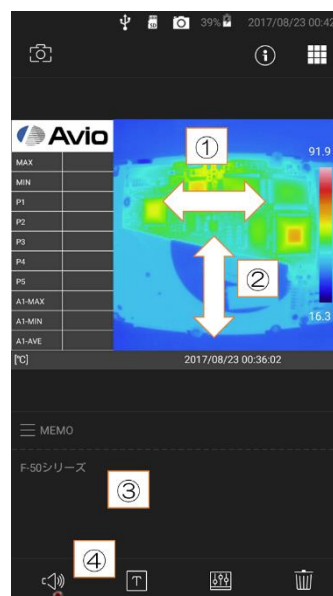 39% 2017/08/23 00:42
Avio
①
91.9
MAX
MIN
P1
P2
②
P3
P4
P5
A1-MAX
16.3
A1-MIN
A1-AVE
[℃] 2017/08/23 00:36:02
MEMO
F-50シリーズ
③
④
T